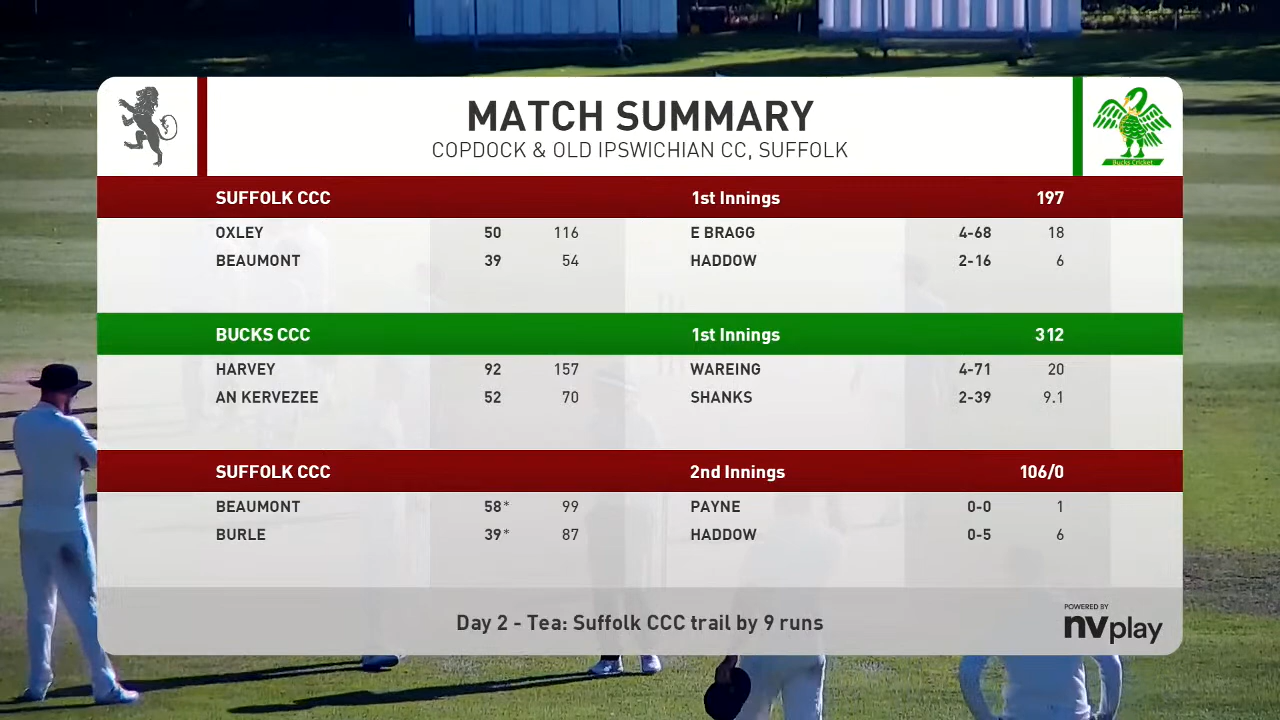 MATCH SUMMARY
COPDOCK & OLD IPSWICHIAN CC, SUFFOLK
Bucks Cricket
SUFFOLK CCC 1st Innings 197
OXLEY 50 116 E BRAGG 4-68 18
BEAUMONT 39 54 HADDOW 2-16 6
BUCKS CCC 1st Innings 312
HARVEY 92 157 WAREING 4-71 20
AN KERVEZEE 52 70 SHANKS 2-39 9.1
SUFFOLK CCC 2nd Innings 106/0
BEAUMONT 58* 99 PAYNE 0-0 1
BURLE 39* 87 HADDOW 0-5 6
Day 2 - Tea: Suffolk CCC trail by 9 runs
POWERED BY
nvplay